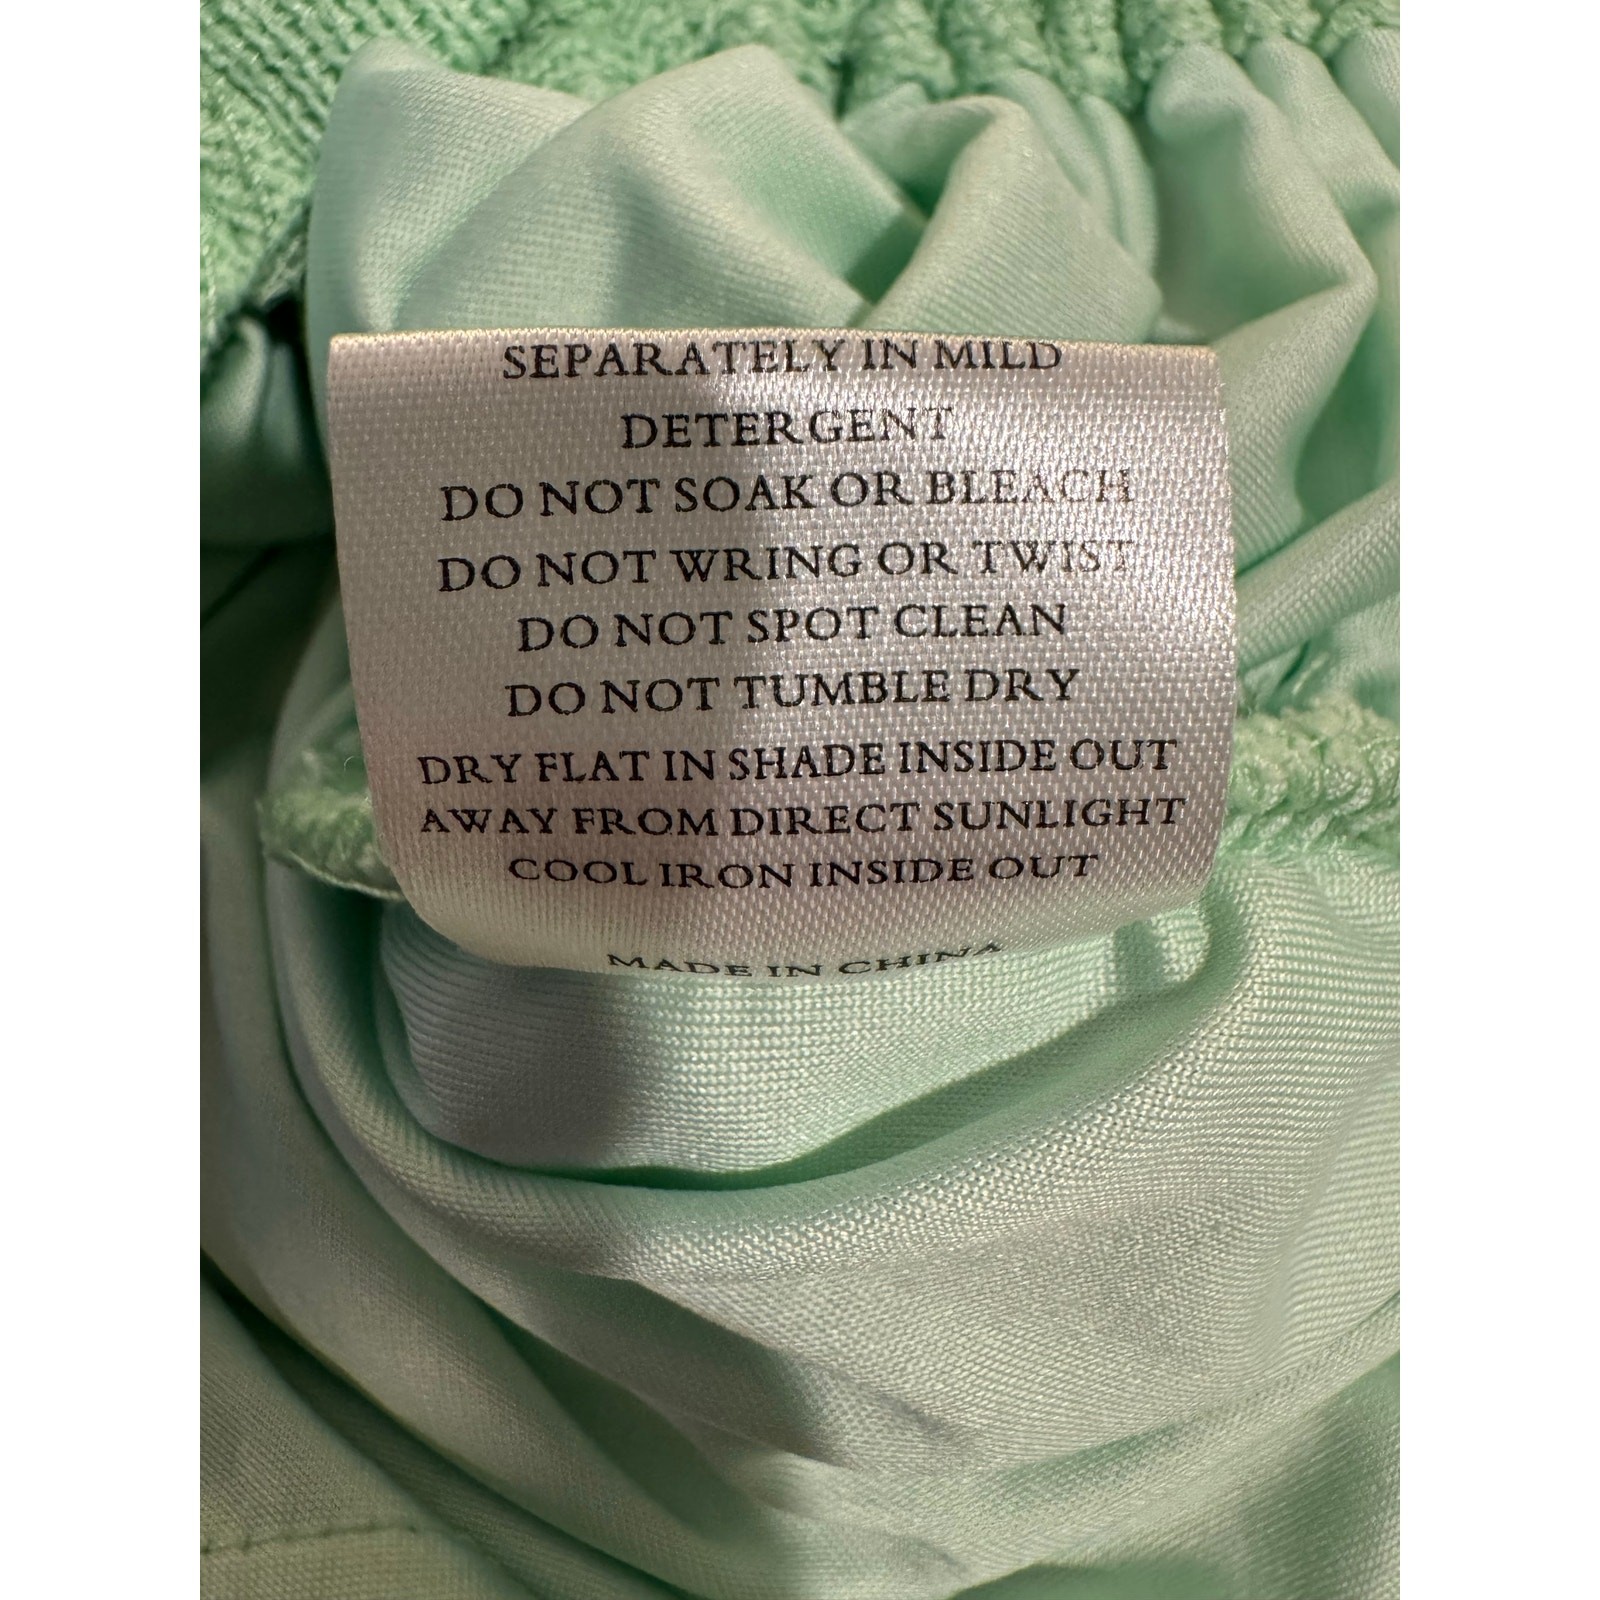 SEPARATELY IN MILD
DETERGENT
DO NOT SOAK OR BLEACH
DO NOT WRING OR TWIST
DO NOT SPOT CLEAN
DO NOT TUMBLE DRY
DRY FLAT IN SHADE INSIDE OUT
AWAY FROM DIRECT SUNLIGHT
COOL IRON INSIDE OUT
MADE IN CHINA